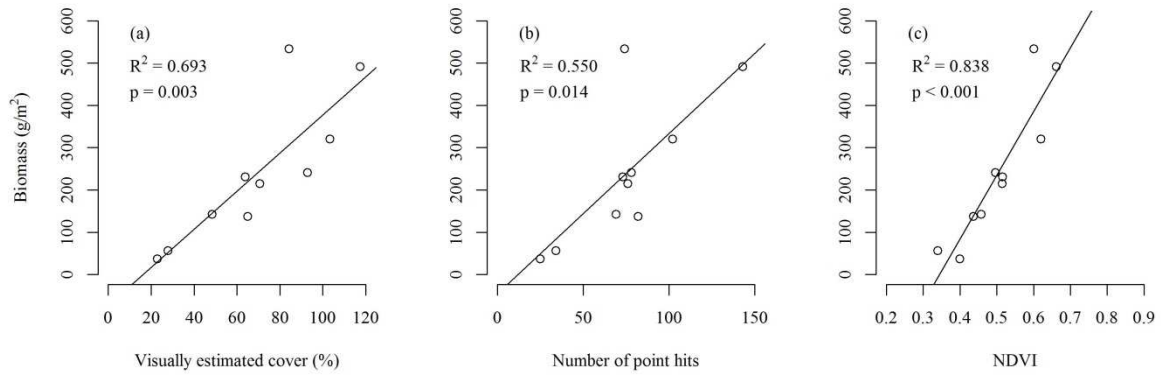 (a)
R² = 0.693
p = 0.003
Biomass (g/m²)
0 100 200 300 400 500 600
0 20 40 60 80 100 120
Visually estimated cover (%)
(b)
R² = 0.550
p = 0.014
0 100 200 300 400 500 600
0 50 100 150
Number of point hits
(c)
R² = 0.838
p < 0.001
0 100 200 300 400 500 600
0.2 0.3 0.4 0.5 0.6 0.7 0.8 0.9
NDVI